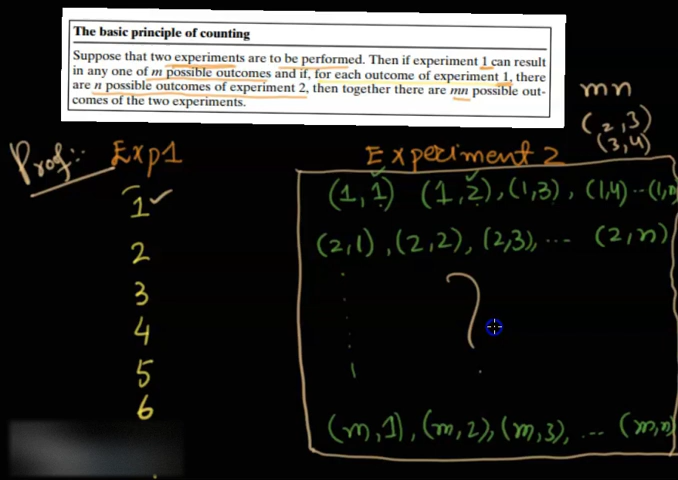 The basic principle of counting
Suppose that two experiments are to be performed. Then if experiment 1 can result
in any one of m possible outcomes and if, for each outcome of experiment 1, there
are n possible outcomes of experiment 2, then together there are mn possible out-
comes of the two experiments.
mn
(2,3)
(3,4)
Proof:- Exp1 Experiment 2
1 (1,1) (1,2), (1,3), (1,4) -- (1,n
2 (2,1), (2,2), (2,3), ... (2,n)
3
4
5
6
(m,1), (m,2), (m,3), ... (m,n)